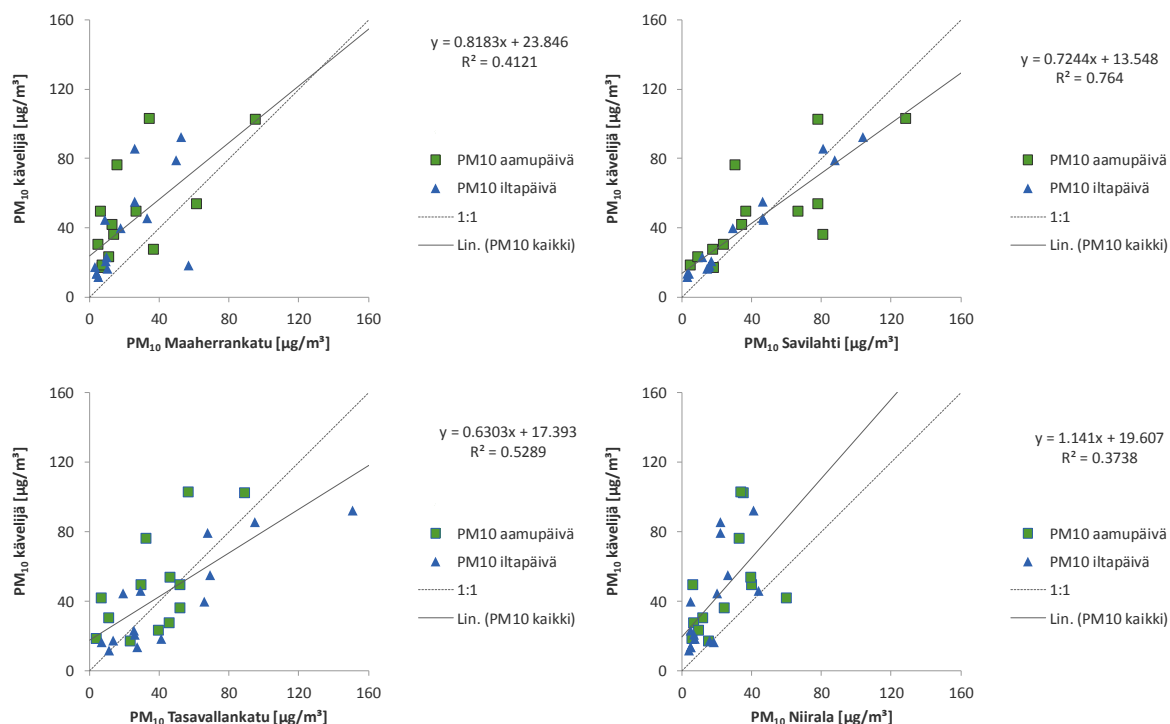 160
120
80
40
0
0 40 80 120 160
PM₁₀ kävelijä [µg/m³]
PM₁₀ Maaherrankatu [µg/m³]
y = 0.8183x + 23.846
R² = 0.4121
PM10 aamupäivä
PM10 iltapäivä
1:1
Lin. (PM10 kaikki)
160
120
80
40
0
0 40 80 120 160
PM₁₀ kävelijä [µg/m³]
PM₁₀ Savilahti [µg/m³]
y = 0.7244x + 13.548
R² = 0.764
PM10 aamupäivä
PM10 iltapäivä
1:1
Lin. (PM10 kaikki)
160
120
80
40
0
0 40 80 120 160
PM₁₀ kävelijä [µg/m³]
PM₁₀ Tasavallankatu [µg/m³]
y = 0.6303x + 17.393
R² = 0.5289
PM10 aamupäivä
PM10 iltapäivä
1:1
Lin. (PM10 kaikki)
160
120
80
40
0
0 40 80 120 160
PM₁₀ kävelijä [µg/m³]
PM₁₀ Niirala [µg/m³]
y = 1.141x + 19.607
R² = 0.3738
PM10 aamupäivä
PM10 iltapäivä
1:1
Lin. (PM10 kaikki)